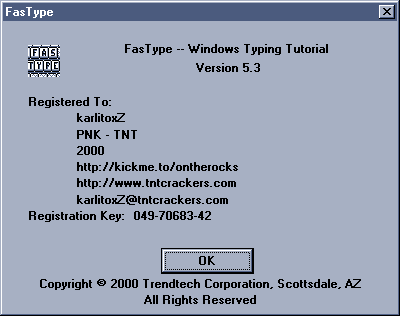 FasType
FasType -- Windows Typing Tutorial
Version 5.3
FAS
TYPE
Registered To:
karlitoxZ
PNK - TNT
2000
http://kickme.to/ontherocks
http://www.tntcrackers.com
karlitoxZ@tntcrackers.com
Registration Key: 049-70683-42
OK
Copyright © 2000 Trendtech Corporation, Scottsdale, AZ
All Rights Reserved